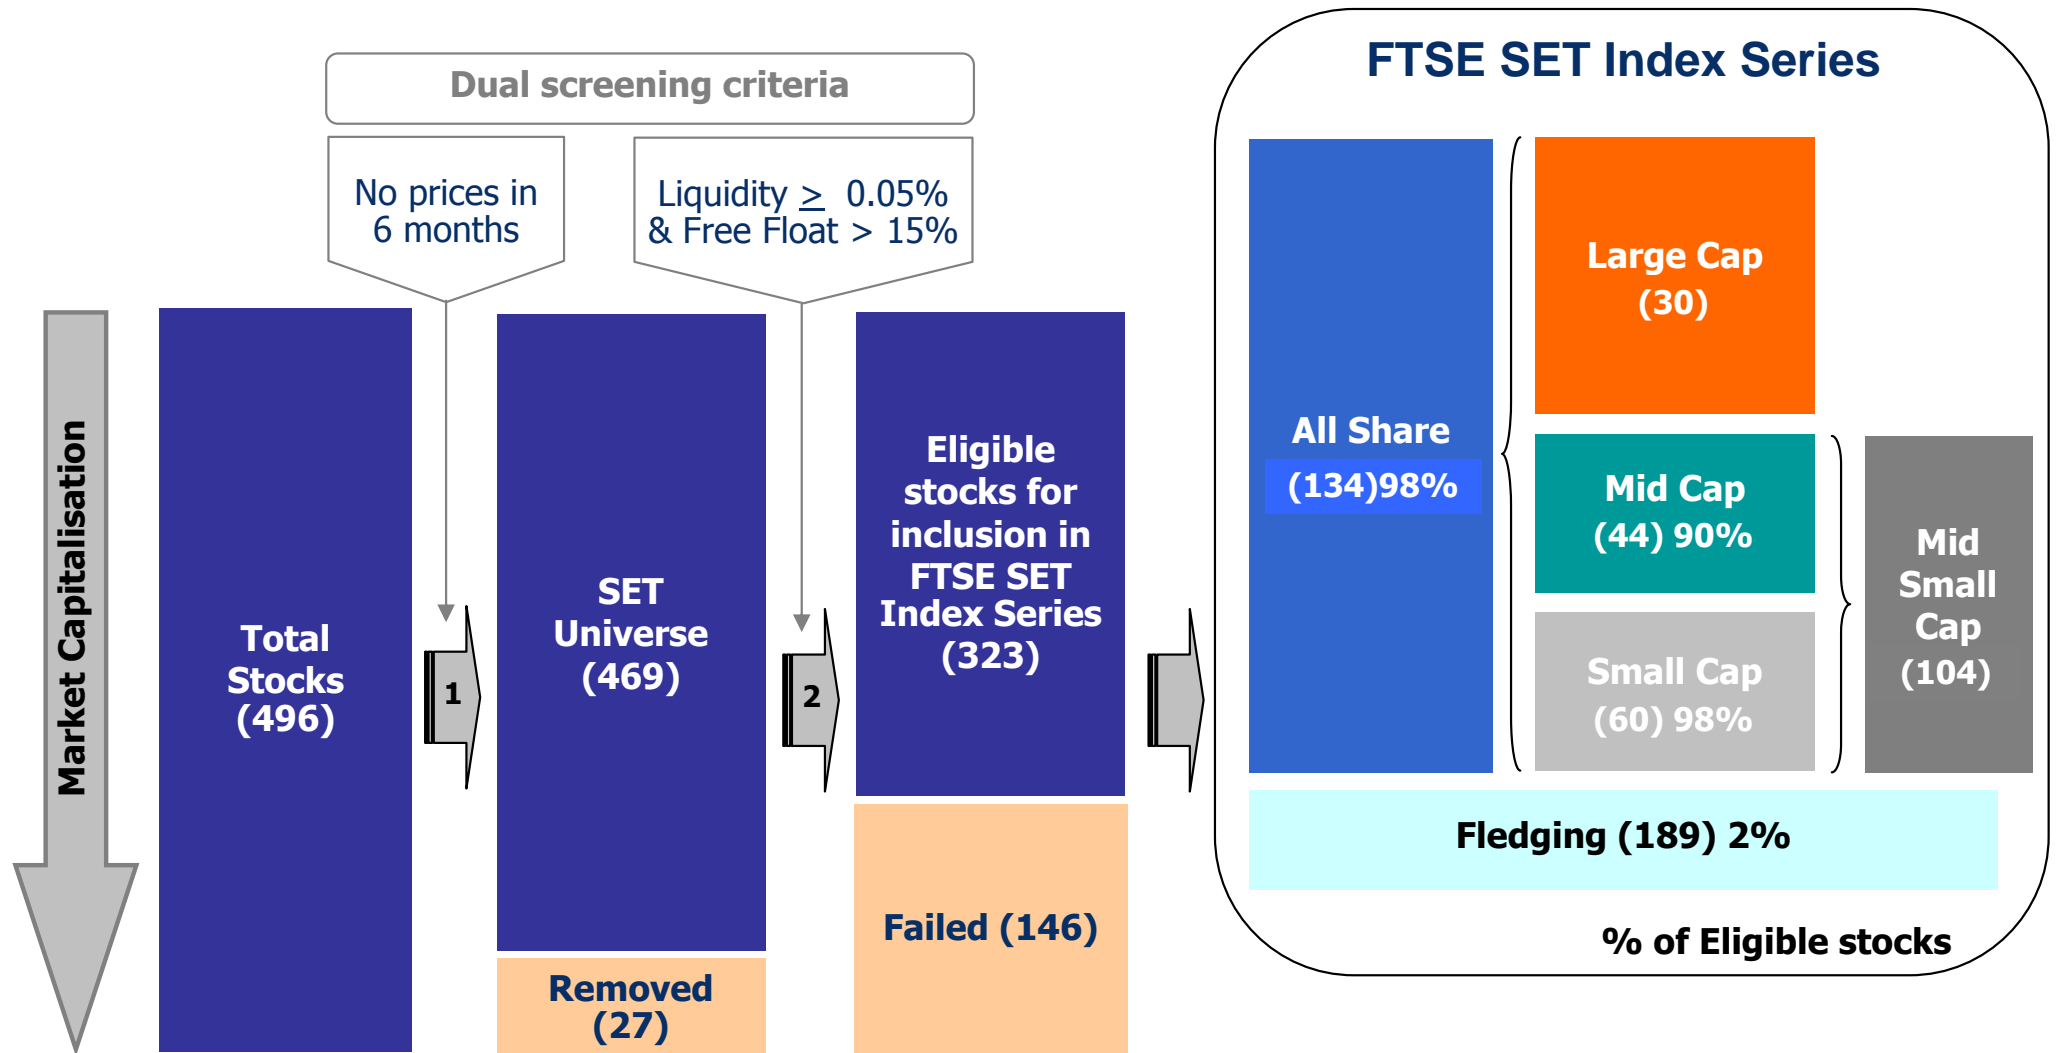 FTSE SET Index Series
Dual screening criteria
No prices in
6 months
Liquidity ≥ 0.05%
& Free Float > 15%
Market Capitalisation
Total
Stocks
(496)
1
SET
Universe
(469)
Removed
(27)
2
Eligible
stocks for
inclusion in
FTSE SET
Index Series
(323)
Failed (146)
All Share
(134)98%
Large Cap
(30)
Mid Cap
(44) 90%
Small Cap
(60) 98%
Mid
Small
Cap
(104)
Fledging (189) 2%
% of Eligible stocks